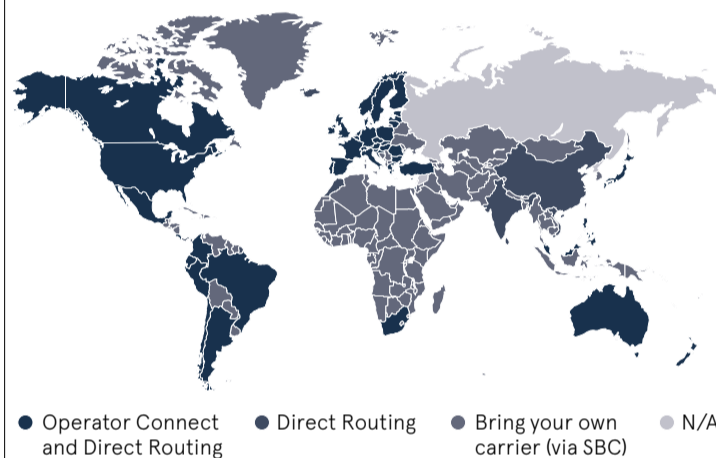 Operator Connect
and Direct Routing
Direct Routing
Bring your own
carrier (via SBC)
N/A